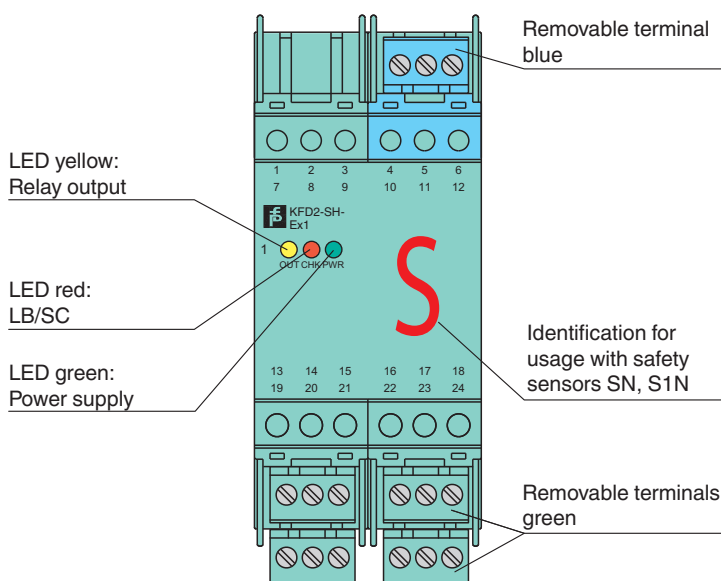 Removable terminal
blue
LED yellow:
Relay output
1 2 3 4 5 6
7 8 9 10 11 12
KFD2-SH-
Ex1
1
OUT CHK PWR
LED red:
LB/SC
S
Identification for
usage with safety
sensors SN, S1N
LED green:
Power supply
13 14 15 16 17 18
19 20 21 22 23 24
Removable terminals
green